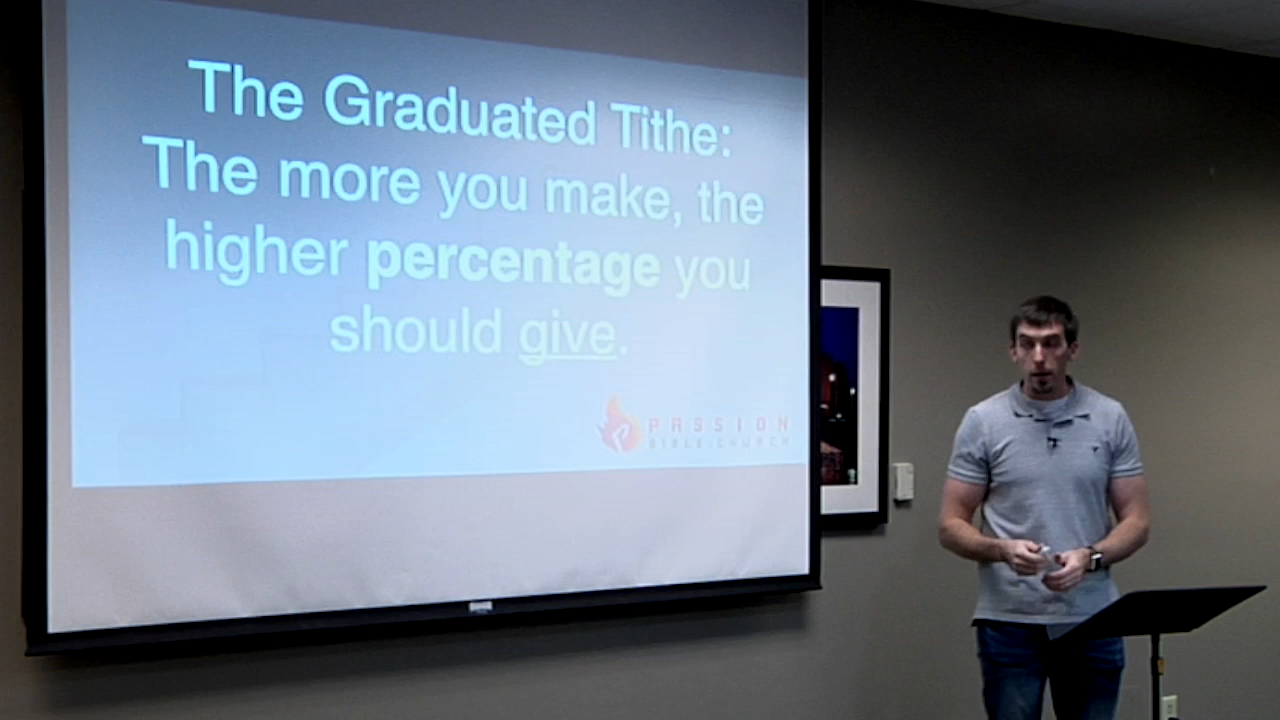 The Graduated Tithe:
The more you make, the
higher percentage you
should give.
PASSION
BIBLE CHURCH